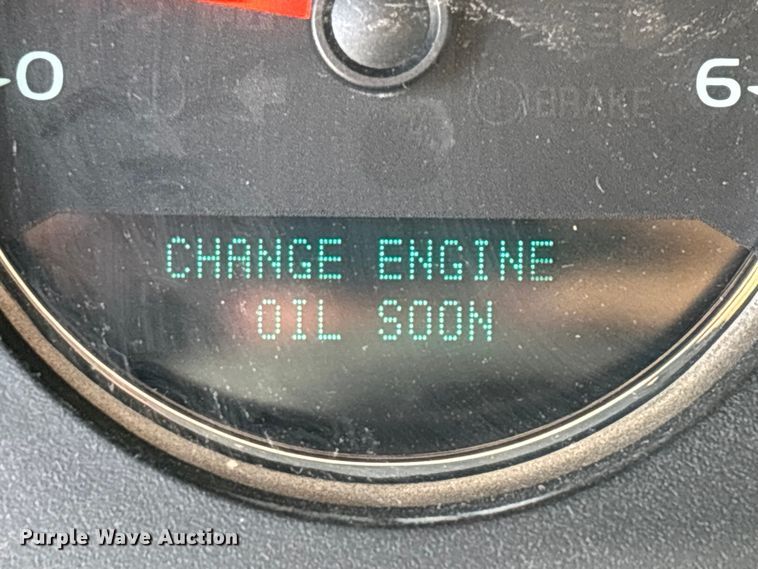 0
6
BRAKE
CHANGE ENGINE
OIL SOON
Purple Wave Auction